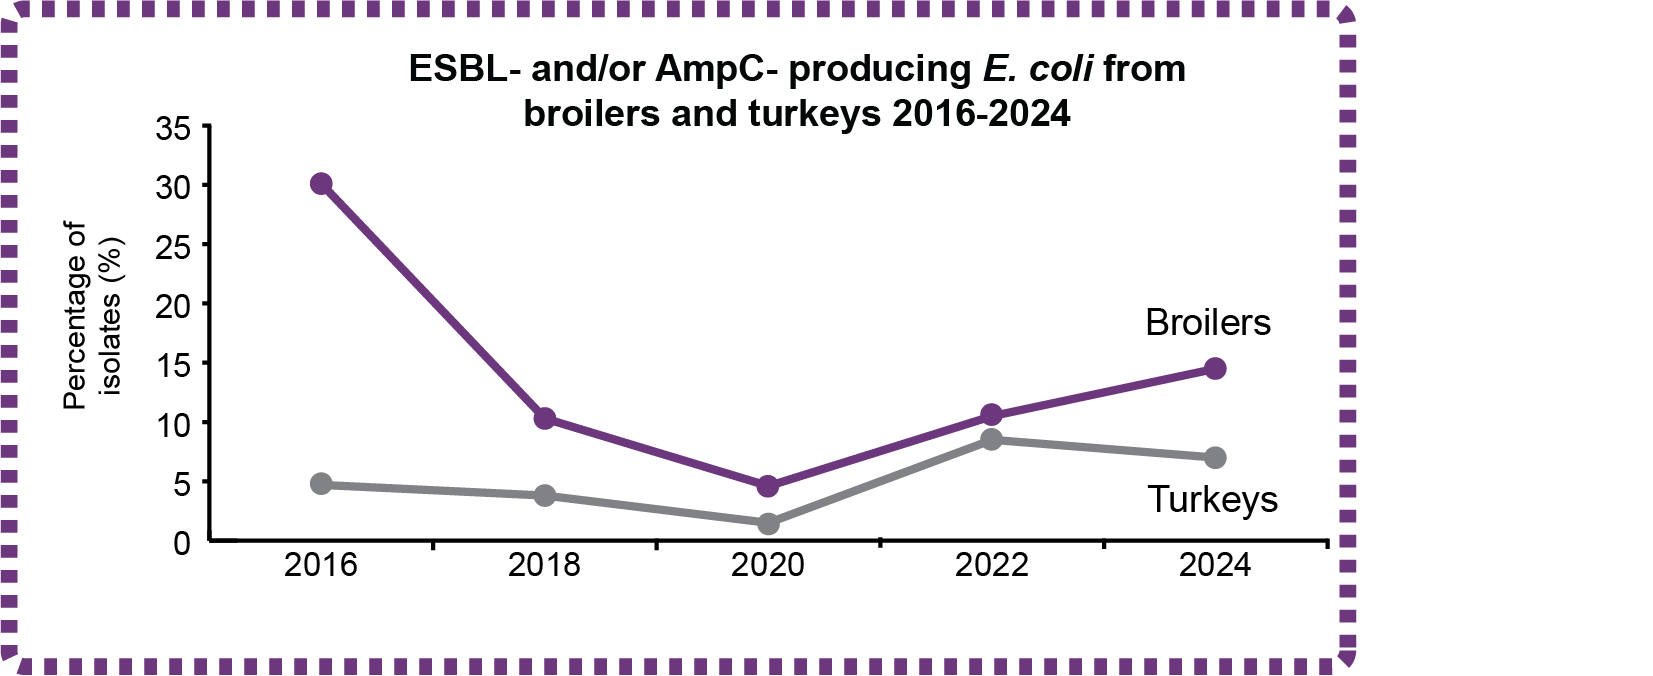 ESBL- and/or AmpC- producing E. coli from
broilers and turkeys 2016-2024
Percentage of
isolates (%)
35
30
25
20
15
10
5
0
Broilers
Turkeys
2016 2018 2020 2022 2024